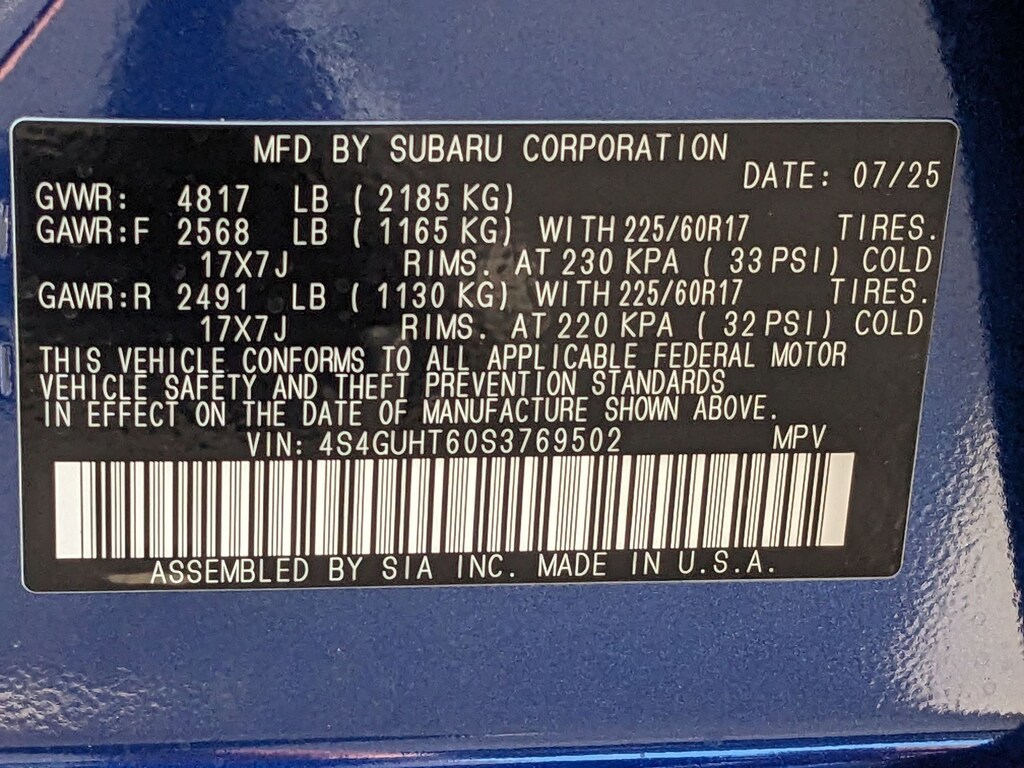 MFD BY SUBARU CORPORATION
DATE: 07/25
GVWR: 4817 LB ( 2185 KG)
GAWR:F 2568 LB ( 1165 KG) WITH 225/60R17 TIRES.
17X7J RIMS. AT 230 KPA ( 33 PSI) COLD
GAWR:R 2491 LB ( 1130 KG) WITH 225/60R17 TIRES.
17X7J RIMS. AT 220 KPA ( 32 PSI) COLD
THIS VEHICLE CONFORMS TO ALL APPLICABLE FEDERAL MOTOR
VEHICLE SAFETY AND THEFT PREVENTION STANDARDS
IN EFFECT ON THE DATE OF MANUFACTURE SHOWN ABOVE.
VIN: 4S4GUHT60S3769502 MPV
ASSEMBLED BY SIA INC. MADE IN U.S.A.